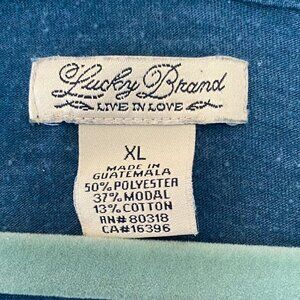 Lucky Brand
LIVE IN LOVE
XL
MADE IN
GUATEMALA
50% POLYESTER
37% MODAL
13% COTTON
RN# 80318
CA# 16396